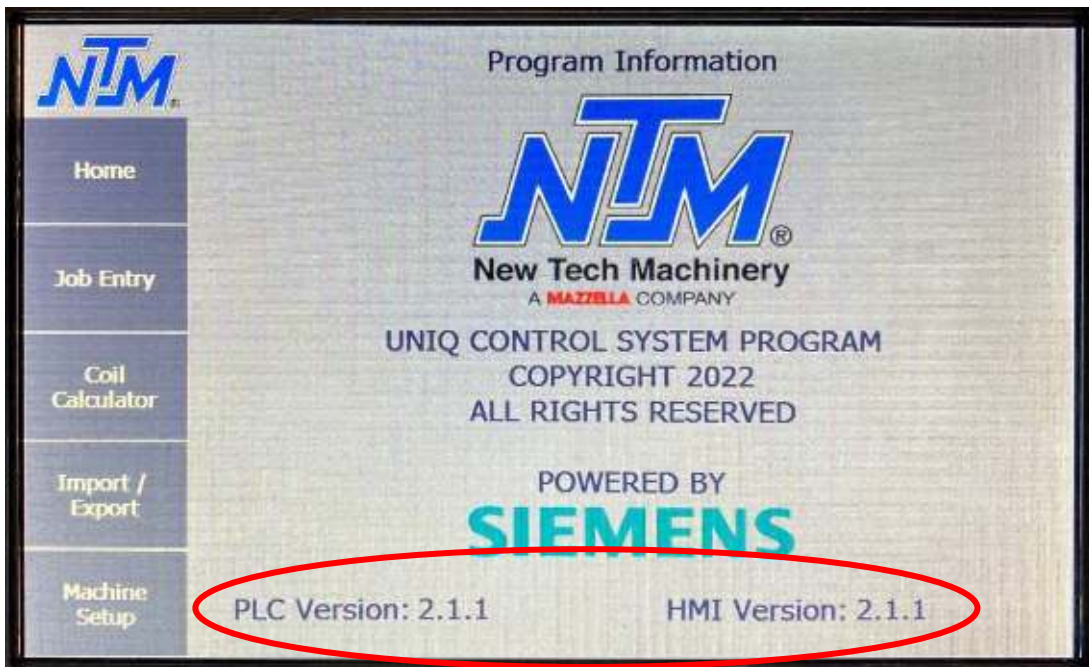 NTM®
Program Information
Home
Job Entry
Coil
Calculator
Import /
Export
Machine
Setup
NTM®
New Tech Machinery
A MAZZELLA COMPANY
UNIQ CONTROL SYSTEM PROGRAM
COPYRIGHT 2022
ALL RIGHTS RESERVED
POWERED BY
SIEMENS
PLC Version: 2.1.1 HMI Version: 2.1.1